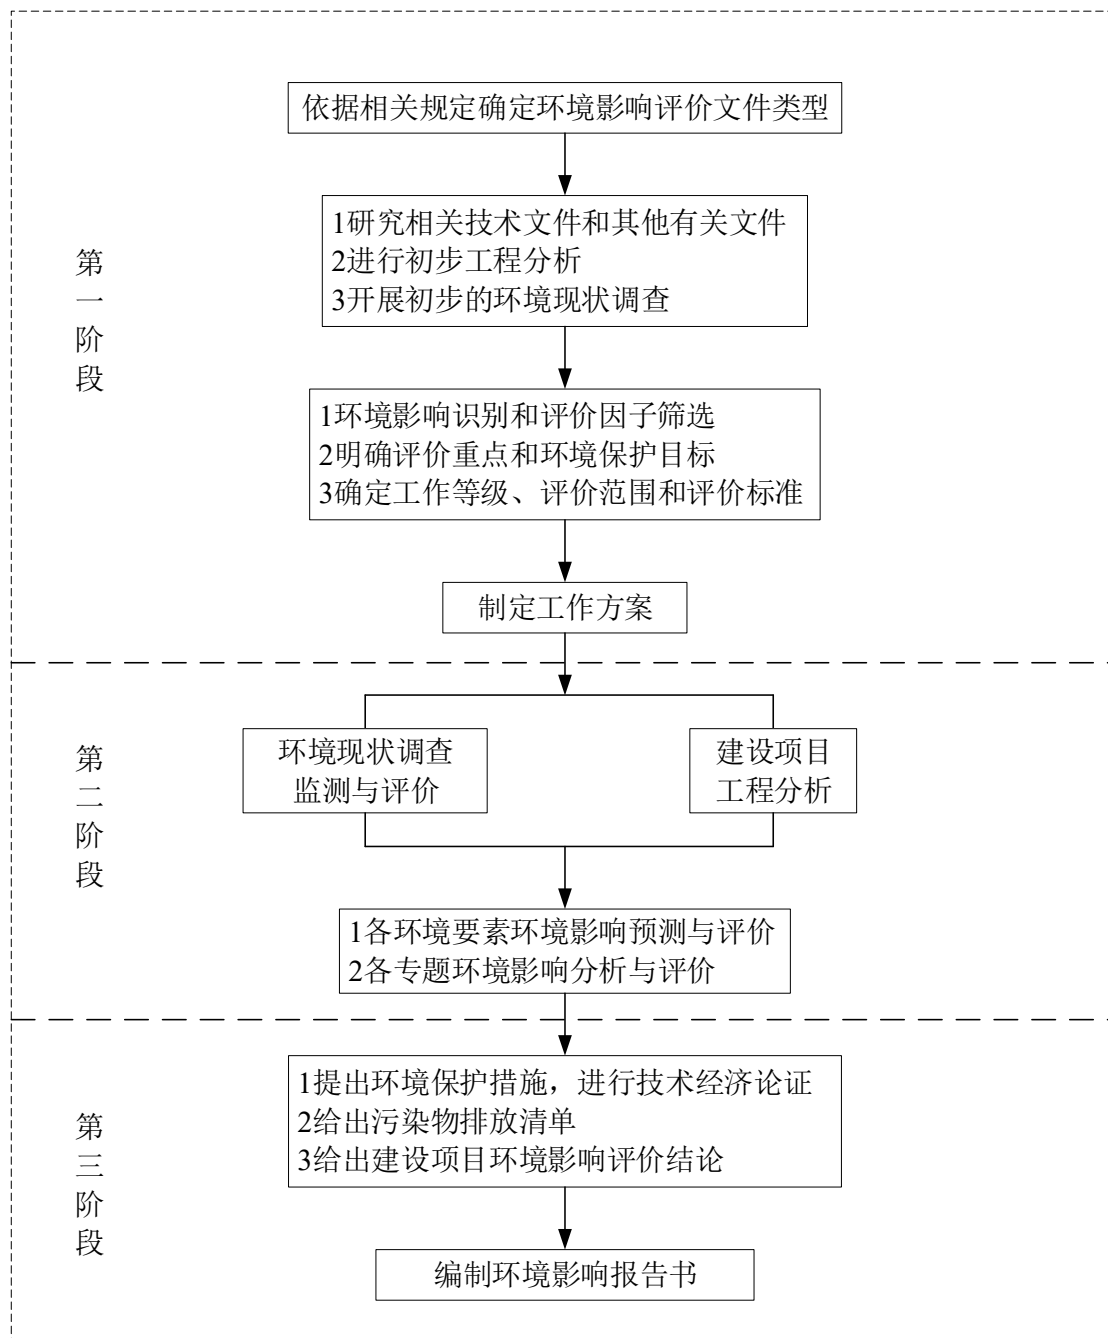 依据相关规定确定环境影响评价文件类型
1研究相关技术文件和其他有关文件
2进行初步工程分析
3开展初步的环境现状调查
第一阶段
1环境影响识别和评价因子筛选
2明确评价重点和环境保护目标
3确定工作等级、评价范围和评价标准
制定工作方案
第二阶段
环境现状调查
监测与评价
建设项目
工程分析
1各环境要素环境影响预测与评价
2各专题环境影响分析与评价
第三阶段
1提出环境保护措施，进行技术经济论证
2给出污染物排放清单
3给出建设项目环境影响评价结论
编制环境影响报告书